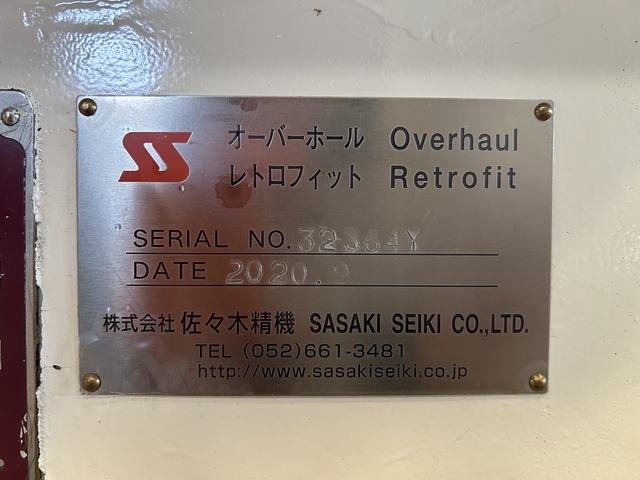 オーバーホール Overhaul
レトロフィット Retrofit
SERIAL NO. 32364Y
DATE 2020.9
株式会社 佐々木精機 SASAKI SEIKI CO.,LTD.
TEL (052)661-3481
http://www.sasakiseiki.co.jp